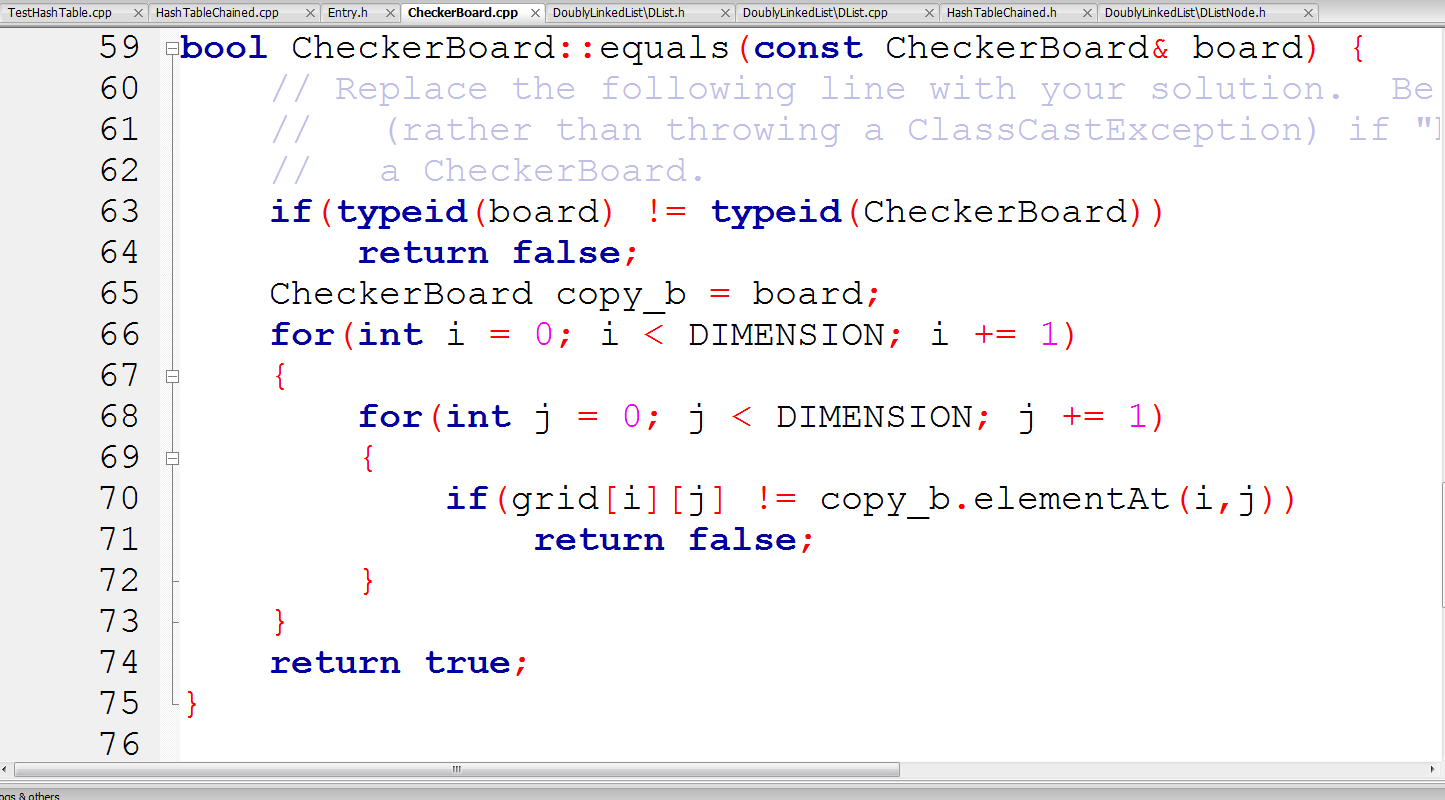 TestHashTable.cpp HashTableChained.cpp Entry.h CheckerBoard.cpp DoublyLinkedList\DList.h DoublyLinkedList\DList.cpp HashTableChained.h DoublyLinkedList\DListNode.h
59 bool CheckerBoard::equals(const CheckerBoard& board) {
60 // Replace the following line with your solution. Be
61 // (rather than throwing a ClassCastException) if "
62 // a CheckerBoard.
63 if(typeid(board) != typeid(CheckerBoard))
64 return false;
65 CheckerBoard copy_b = board;
66 for(int i = 0; i < DIMENSION; i += 1)
67 {
68 for(int j = 0; j < DIMENSION; j += 1)
69 {
70 if(grid[i][j] != copy_b.elementAt(i,j))
71 return false;
72 }
73 }
74 return true;
75 }
76
& others